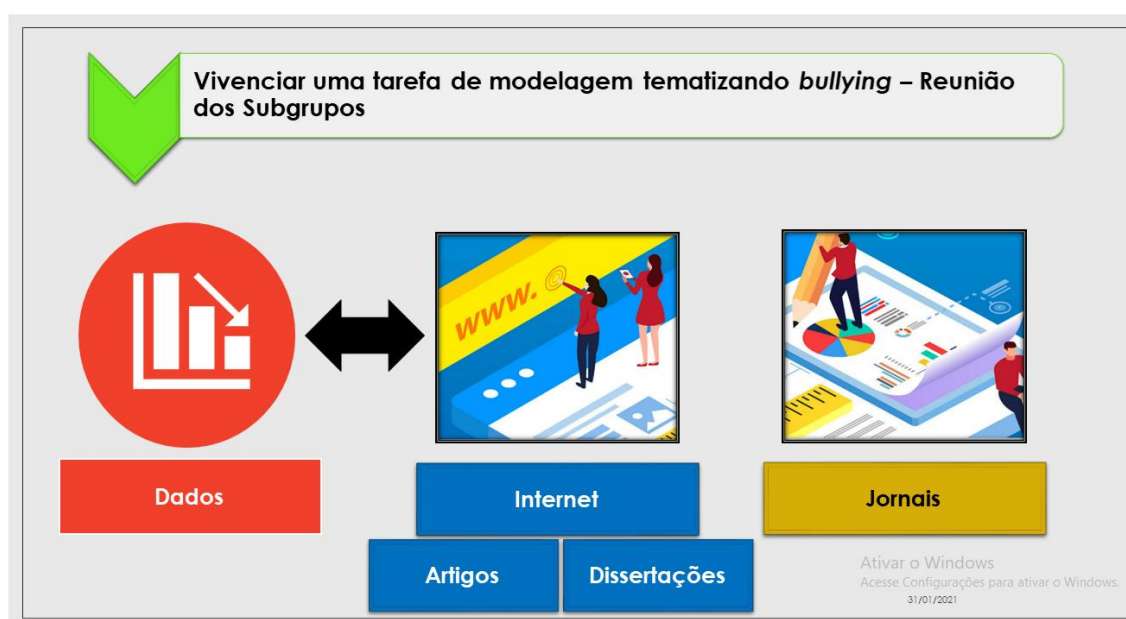 Vivenciar uma tarefa de modelagem tematizando bullying – Reunião
dos Subgrupos
www.
Dados
Internet
Jornais
Artigos
Dissertações
Ativar o Windows
Acesse Configurações para ativar o Windows.
31/01/2021